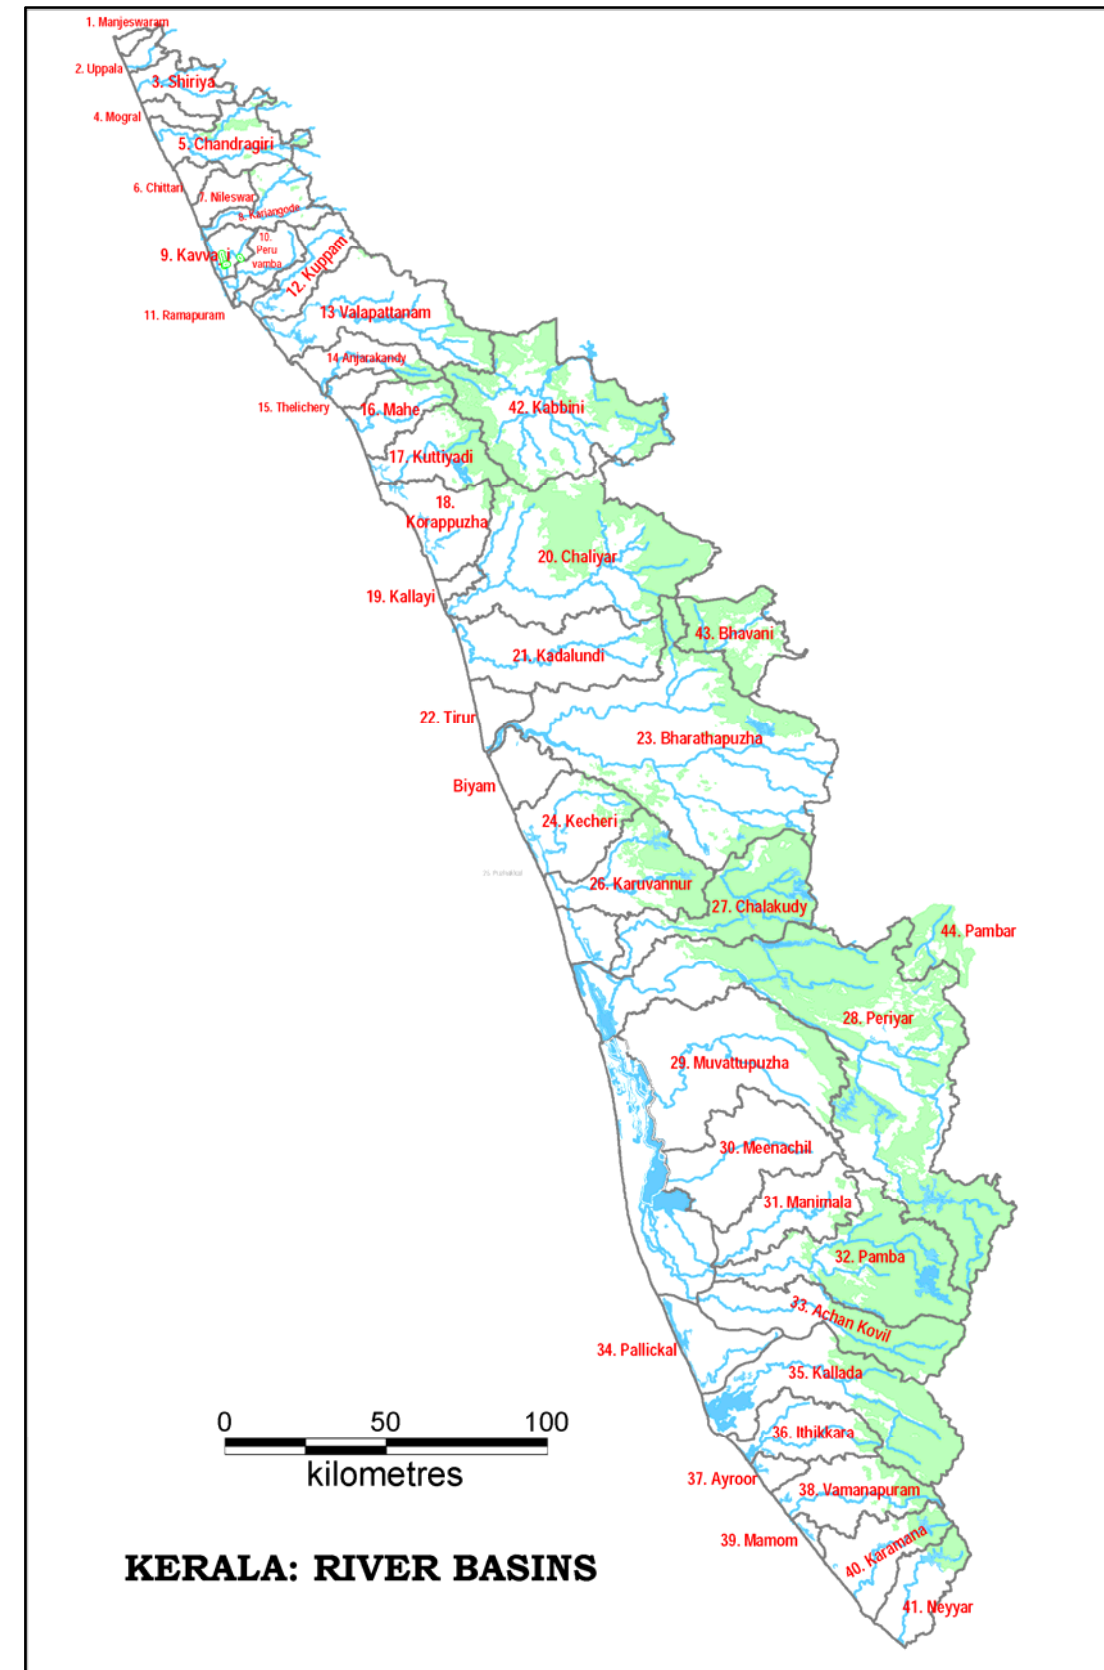 1. Manjeswaram
2. Uppala
3. Shiriya
4. Mogral
5. Chandragiri
6. Chittari
7. Nileswar
8. Kariangode
9. Kavvayi
10.
Peru
vamba
11. Ramapuram
12. Kuppam
13 Valapattanam
14 Anjarakandy
15. Thelichery
16. Mahe
42. Kabbini
17. Kuttiyadi
18.
Korappuzha
20. Chaliyar
19. Kallayi
43. Bhavani
21. Kadalundi
22. Tirur
23. Bharathapuzha
Biyam
24. Kecheri
26. Karuvannur
27. Chalakudy
44. Pambar
28. Periyar
29. Muvattupuzha
30. Meenachil
31. Manimala
32. Pamba
33. Achan Kovil
34. Pallickal
35. Kallada
36. Ithikkara
37. Ayroor
38. Vamanapuram
39. Mamom
40. Karamana
41. Neyyar
0 50 100
kilometres
KERALA: RIVER BASINS